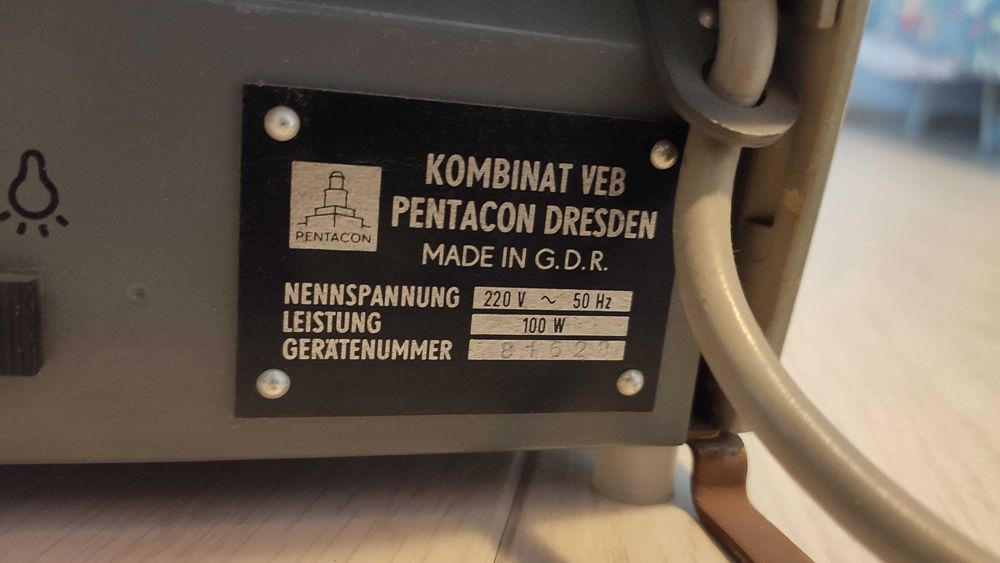 PENTACON
KOMBINAT VEB
PENTACON DRESDEN
MADE IN G.D.R.
NENNSPANNUNG 220 V ~ 50 Hz
LEISTUNG 100 W
GERÄTENUMMER